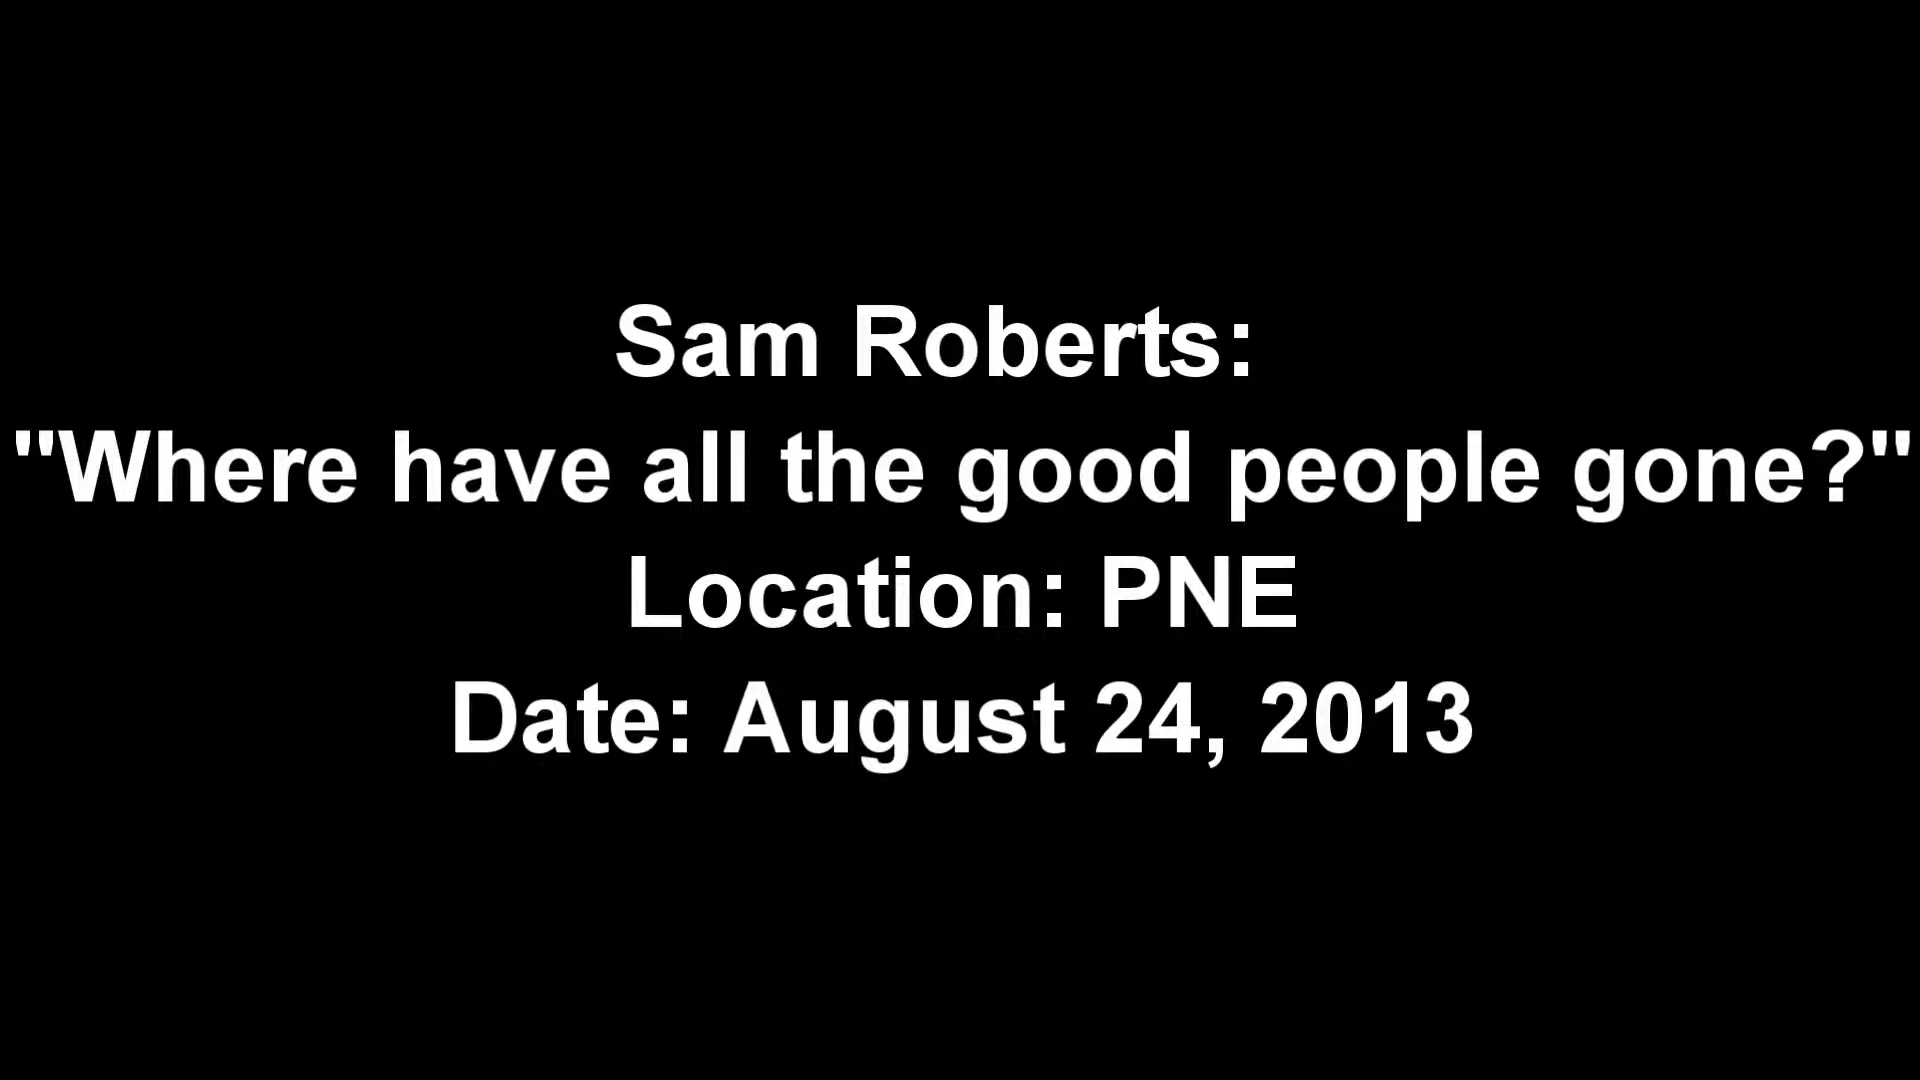 Sam Roberts:
"Where have all the good people gone?"
Location: PNE
Date: August 24, 2013